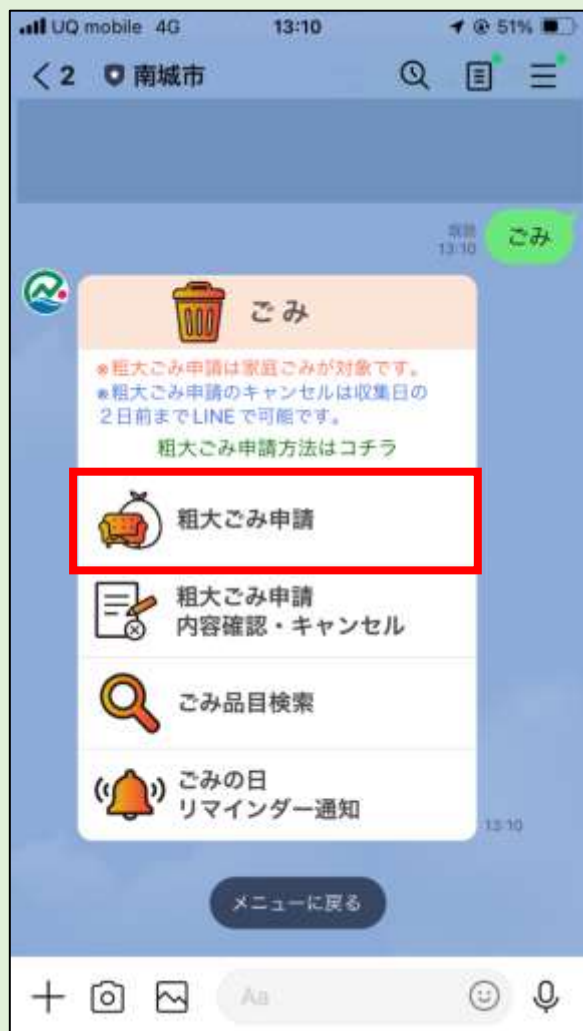 UQ mobile 4G 13:10 51%
2 南城市
既読
13:10
ごみ
ごみ
※粗大ごみ申請は家庭ごみが対象です。
※粗大ごみ申請のキャンセルは収集日の
２日前までLINEで可能です。
粗大ごみ申請方法はコチラ
粗大ごみ申請
粗大ごみ申請
内容確認・キャンセル
ごみ品目検索
ごみの日
リマインダー通知
13:10
メニューに戻る
Aa